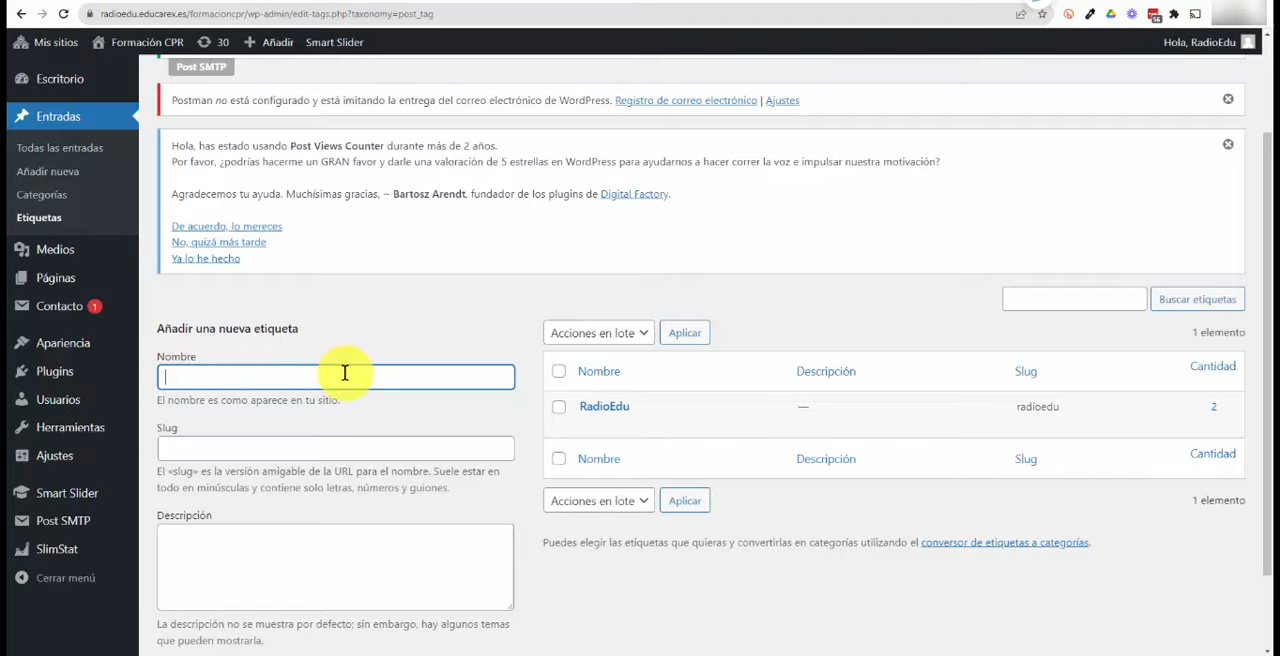 radioedu.educarex.es/formacioncpr/wp-admin/edit-tags.php?taxonomy=post_tag
56
Mis sitios Formación CPR 30 Añadir Smart Slider Hola, RadioEdu
Escritorio
Entradas
Todas las entradas
Añadir nueva
Categorías
Etiquetas
Medios
Páginas
Contacto 1
Apariencia
Plugins
Usuarios
Herramientas
Ajustes
Smart Slider
Post SMTP
SlimStat
Cerrar menú
Post SMTP
Postman no está configurado y está imitando la entrega del correo electrónico de WordPress. Registro de correo electrónico | Ajustes
Hola, has estado usando Post Views Counter durante más de 2 años.
Por favor, ¿podrías hacerme un GRAN favor y darle una valoración de 5 estrellas en WordPress para ayudarnos a hacer correr la voz e impulsar nuestra motivación?
Agradecemos tu ayuda. Muchísimas gracias, ~ Bartosz Arendt, fundador de los plugins de Digital Factory.
De acuerdo, lo mereces
No, quizá más tarde
Ya lo he hecho
Buscar etiquetas
Añadir una nueva etiqueta
Nombre
El nombre es como aparece en tu sitio.
Slug
El «slug» es la versión amigable de la URL para el nombre. Suele estar en
todo en minúsculas y contiene solo letras, números y guiones.
Descripción
La descripción no se muestra por defecto; sin embargo, hay algunos temas
que pueden mostrarla.
Acciones en lote Aplicar 1 elemento
Nombre Descripción Slug Cantidad
RadioEdu — radioedu 2
Nombre Descripción Slug Cantidad
Acciones en lote Aplicar 1 elemento
Puedes elegir las etiquetas que quieras y convertirlas en categorías utilizando el conversor de etiquetas a categorías.